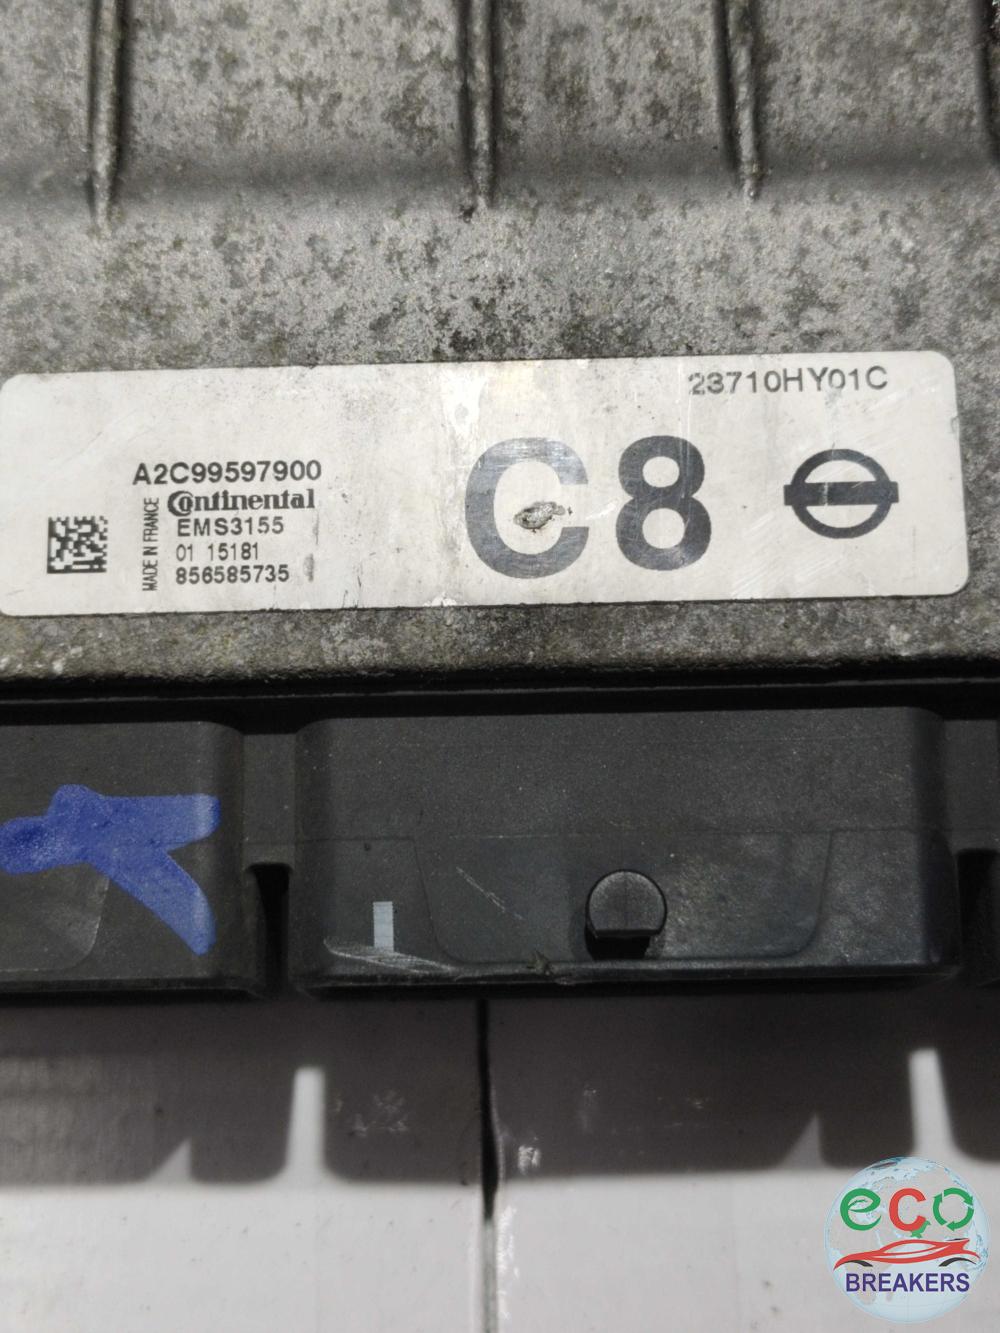 23710HY01C
A2C99597900
Continental
EMS3155
01 15181
856585735
MADE IN FRANCE
C8
eco
BREAKERS